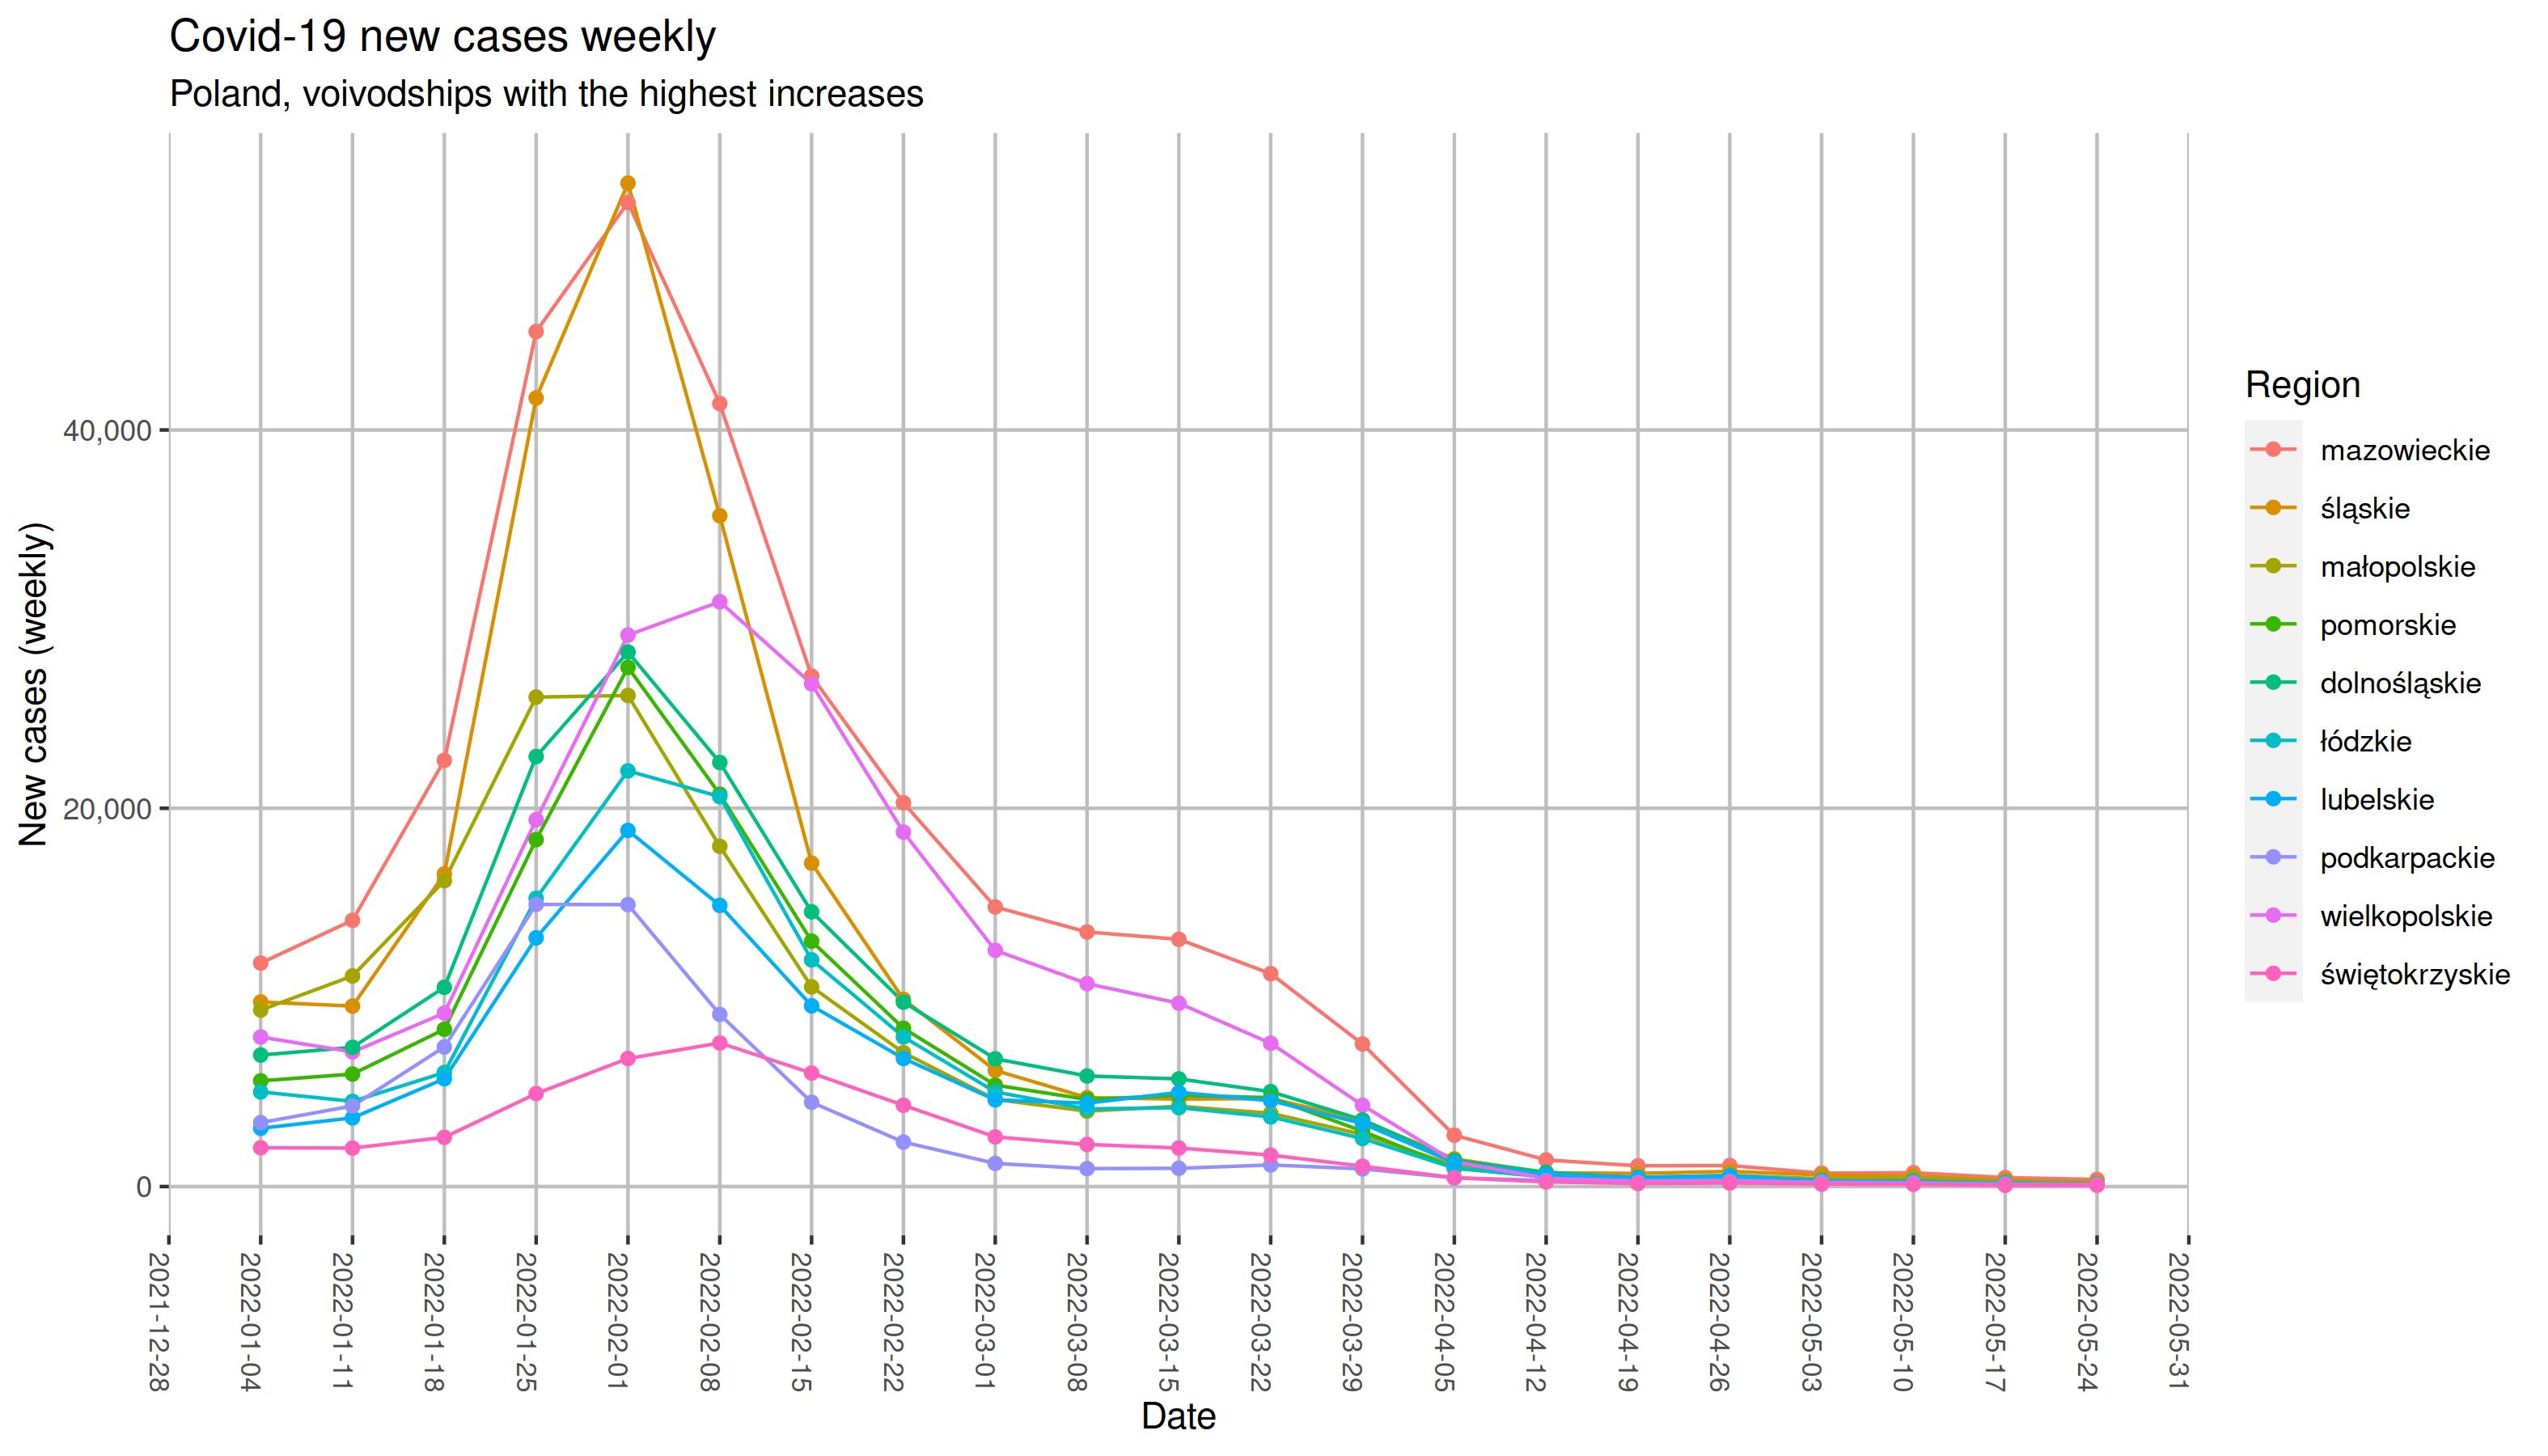 Covid-19 new cases weekly
Poland, voivodships with the highest increases
New cases (weekly)
40,000
20,000
0
2021-12-28
2022-01-04
2022-01-11
2022-01-18
2022-01-25
2022-02-01
2022-02-08
2022-02-15
2022-02-22
2022-03-01
2022-03-08
2022-03-15
2022-03-22
2022-03-29
2022-04-05
2022-04-12
2022-04-19
2022-04-26
2022-05-03
2022-05-10
2022-05-17
2022-05-24
2022-05-31
Date
Region
mazowieckie
śląskie
małopolskie
pomorskie
dolnośląskie
łódzkie
lubelskie
podkarpackie
wielkopolskie
świętokrzyskie